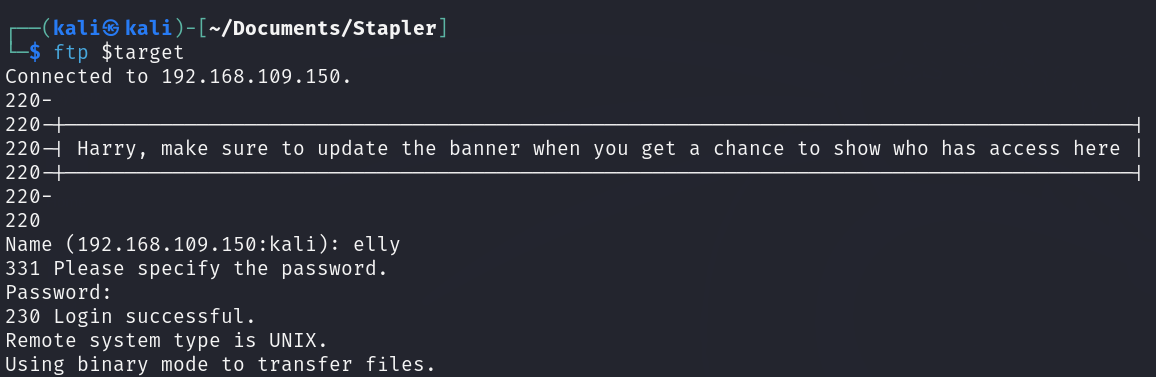 ┌──(kali㉿kali)-[~/Documents/Stapler]
└─$ ftp $target
Connected to 192.168.109.150.
220-
220-|-----------------------------------------------------------------------------------------|
220-| Harry, make sure to update the banner when you get a chance to show who has access here |
220-|-----------------------------------------------------------------------------------------|
220-
220
Name (192.168.109.150:kali): elly
331 Please specify the password.
Password:
230 Login successful.
Remote system type is UNIX.
Using binary mode to transfer files.